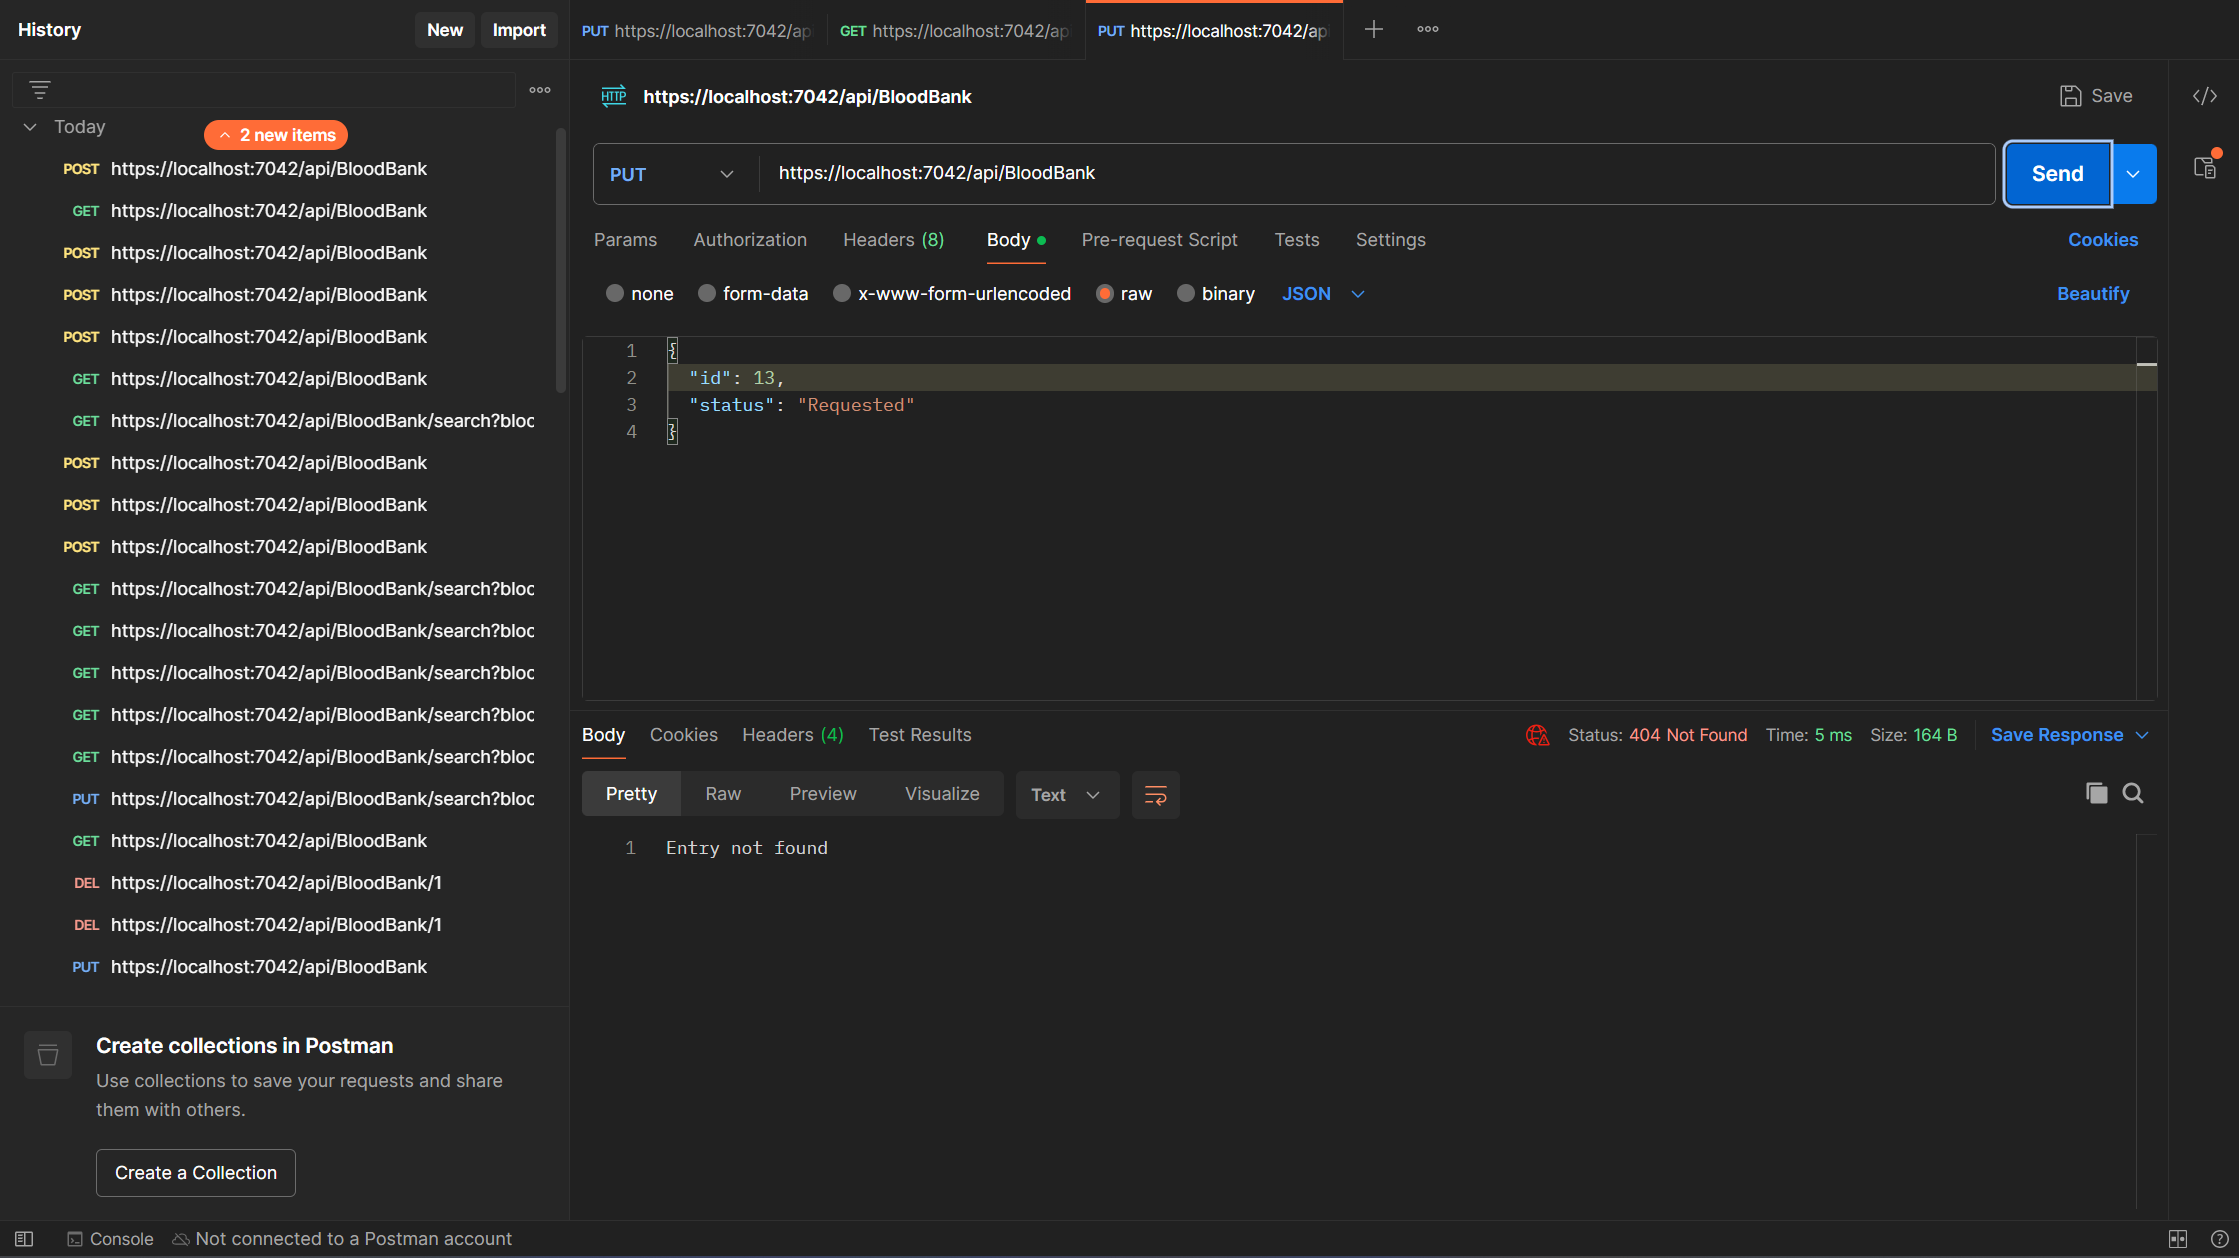 History
New
Import
PUT https://localhost:7042/ap
GET https://localhost:7042/ap
PUT https://localhost:7042/ap
Today
2 new items
POST https://localhost:7042/api/BloodBank
GET https://localhost:7042/api/BloodBank
POST https://localhost:7042/api/BloodBank
POST https://localhost:7042/api/BloodBank
POST https://localhost:7042/api/BloodBank
GET https://localhost:7042/api/BloodBank
GET https://localhost:7042/api/BloodBank/search?bloc
POST https://localhost:7042/api/BloodBank
POST https://localhost:7042/api/BloodBank
POST https://localhost:7042/api/BloodBank
GET https://localhost:7042/api/BloodBank/search?bloc
GET https://localhost:7042/api/BloodBank/search?bloc
GET https://localhost:7042/api/BloodBank/search?bloc
GET https://localhost:7042/api/BloodBank/search?bloc
GET https://localhost:7042/api/BloodBank/search?bloc
PUT https://localhost:7042/api/BloodBank/search?bloc
GET https://localhost:7042/api/BloodBank
DEL https://localhost:7042/api/BloodBank/1
DEL https://localhost:7042/api/BloodBank/1
PUT https://localhost:7042/api/BloodBank
Create collections in Postman
Use collections to save your requests and share
them with others.
Create a Collection
HTTP https://localhost:7042/api/BloodBank
Save
PUT https://localhost:7042/api/BloodBank
Send
Params Authorization Headers (8) Body Pre-request Script Tests Settings
Cookies
none form-data x-www-form-urlencoded raw binary JSON
Beautify
1 {
2 "id": 13,
3 "status": "Requested"
4 }
Body Cookies Headers (4) Test Results
Status: 404 Not Found Time: 5 ms Size: 164 B
Save Response
Pretty Raw Preview Visualize Text
1 Entry not found
Console Not connected to a Postman account